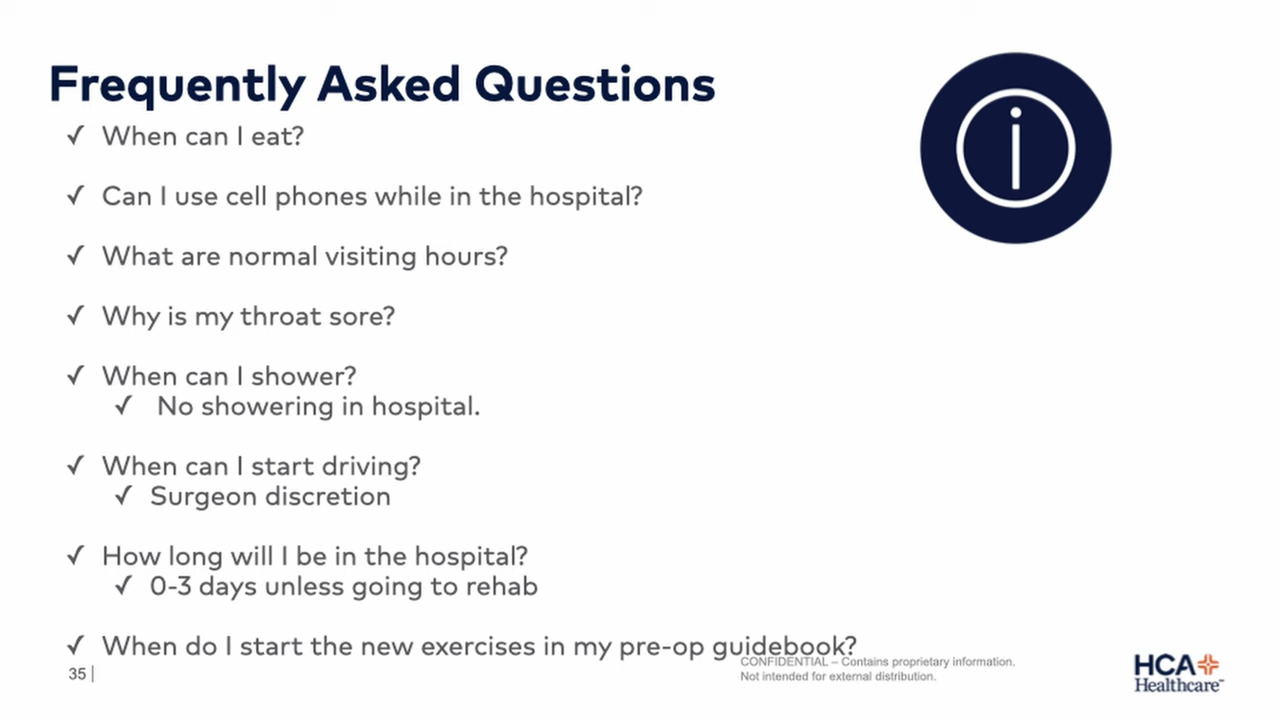 Frequently Asked Questions
✓ When can I eat?
✓ Can I use cell phones while in the hospital?
✓ What are normal visiting hours?
✓ Why is my throat sore?
✓ When can I shower?
✓ No showering in hospital.
✓ When can I start driving?
✓ Surgeon discretion
✓ How long will I be in the hospital?
✓ 0-3 days unless going to rehab
✓ When do I start the new exercises in my pre-op guidebook?
35 |
CONFIDENTIAL – Contains proprietary information.
Not intended for external distribution.
HCA
Healthcare™